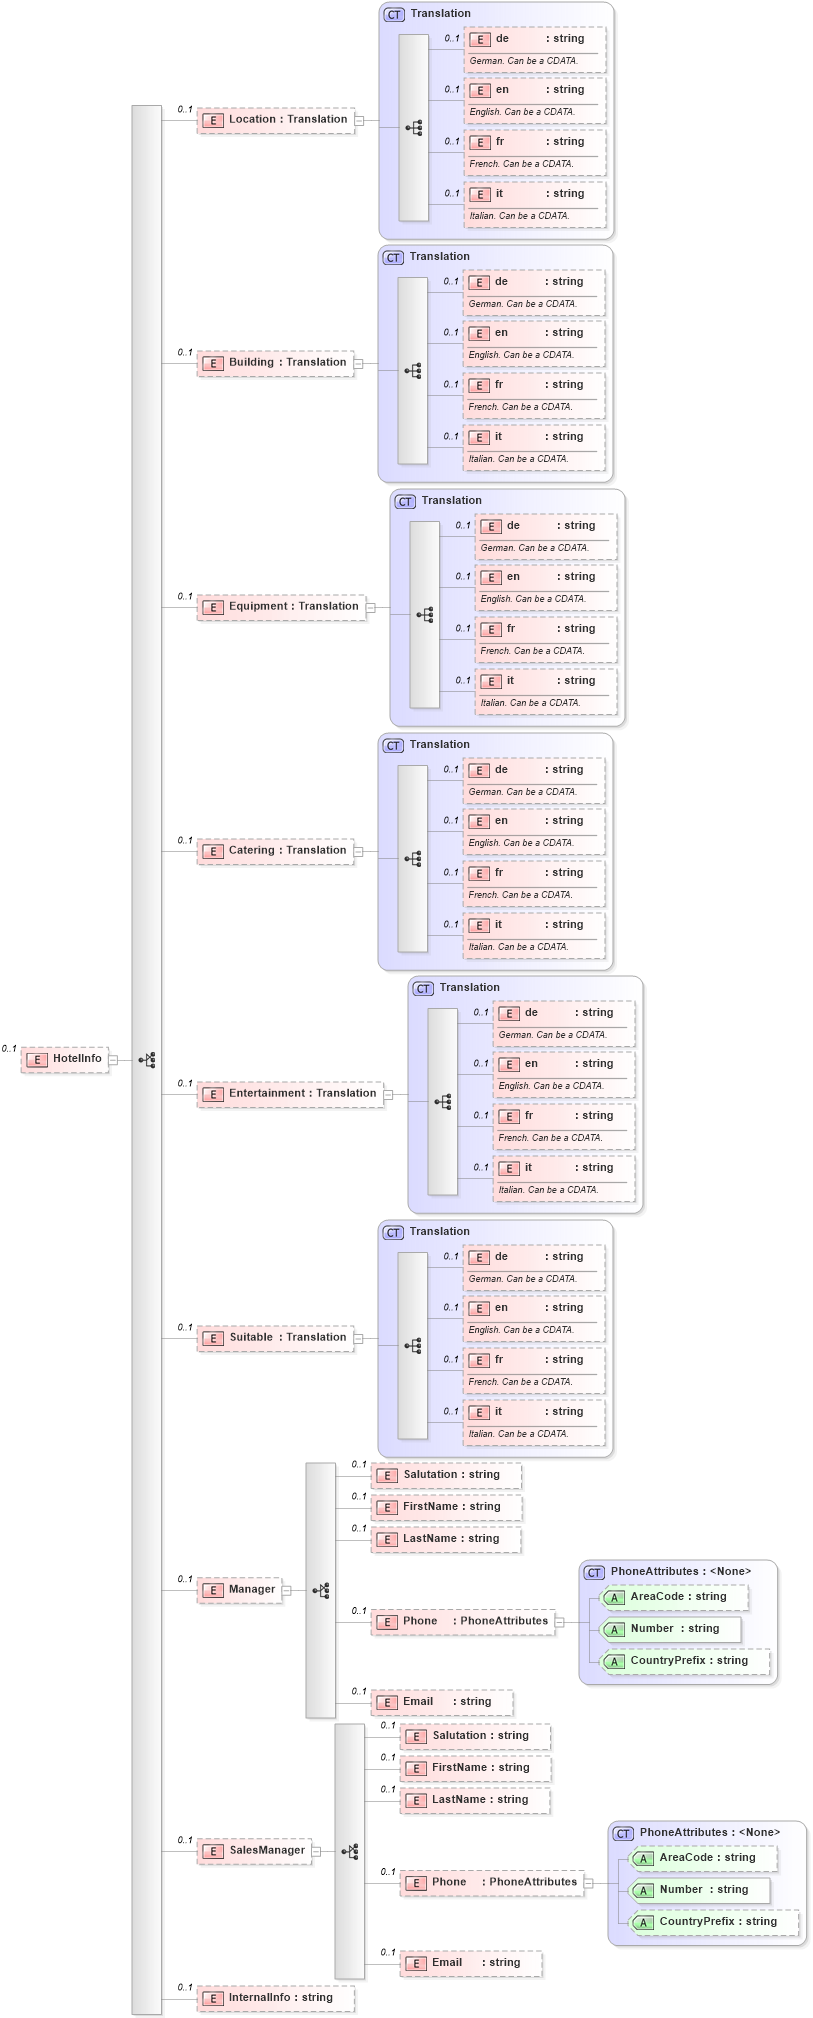 CT Translation
0..1 E de : string
German. Can be a CDATA.
0..1 E en : string
English. Can be a CDATA.
0..1 E Location : Translation
0..1 E fr : string
French. Can be a CDATA.
0..1 E it : string
Italian. Can be a CDATA.
CT Translation
0..1 E de : string
German. Can be a CDATA.
0..1 E en : string
English. Can be a CDATA.
0..1 E Building : Translation
0..1 E fr : string
French. Can be a CDATA.
0..1 E it : string
Italian. Can be a CDATA.
CT Translation
0..1 E de : string
German. Can be a CDATA.
0..1 E en : string
English. Can be a CDATA.
0..1 E Equipment : Translation
0..1 E fr : string
French. Can be a CDATA.
0..1 E it : string
Italian. Can be a CDATA.
CT Translation
0..1 E de : string
German. Can be a CDATA.
0..1 E en : string
English. Can be a CDATA.
0..1 E Catering : Translation
0..1 E fr : string
French. Can be a CDATA.
0..1 E it : string
Italian. Can be a CDATA.
CT Translation
0..1 E de : string
German. Can be a CDATA.
0..1 E HotelInfo
0..1 E en : string
English. Can be a CDATA.
0..1 E Entertainment : Translation
0..1 E fr : string
French. Can be a CDATA.
0..1 E it : string
Italian. Can be a CDATA.
CT Translation
0..1 E de : string
German. Can be a CDATA.
0..1 E en : string
English. Can be a CDATA.
0..1 E Suitable : Translation
0..1 E fr : string
French. Can be a CDATA.
0..1 E it : string
Italian. Can be a CDATA.
0..1 E Salutation : string
0..1 E FirstName : string
0..1 E LastName : string
CT PhoneAttributes : <None>
0..1 E Manager
A AreaCode : string
0..1 E Phone : PhoneAttributes
A Number : string
A CountryPrefix : string
0..1 E Email : string
0..1 E Salutation : string
0..1 E FirstName : string
0..1 E LastName : string
CT PhoneAttributes : <None>
0..1 E SalesManager
A AreaCode : string
0..1 E Phone : PhoneAttributes
A Number : string
A CountryPrefix : string
0..1 E Email : string
0..1 E InternalInfo : string